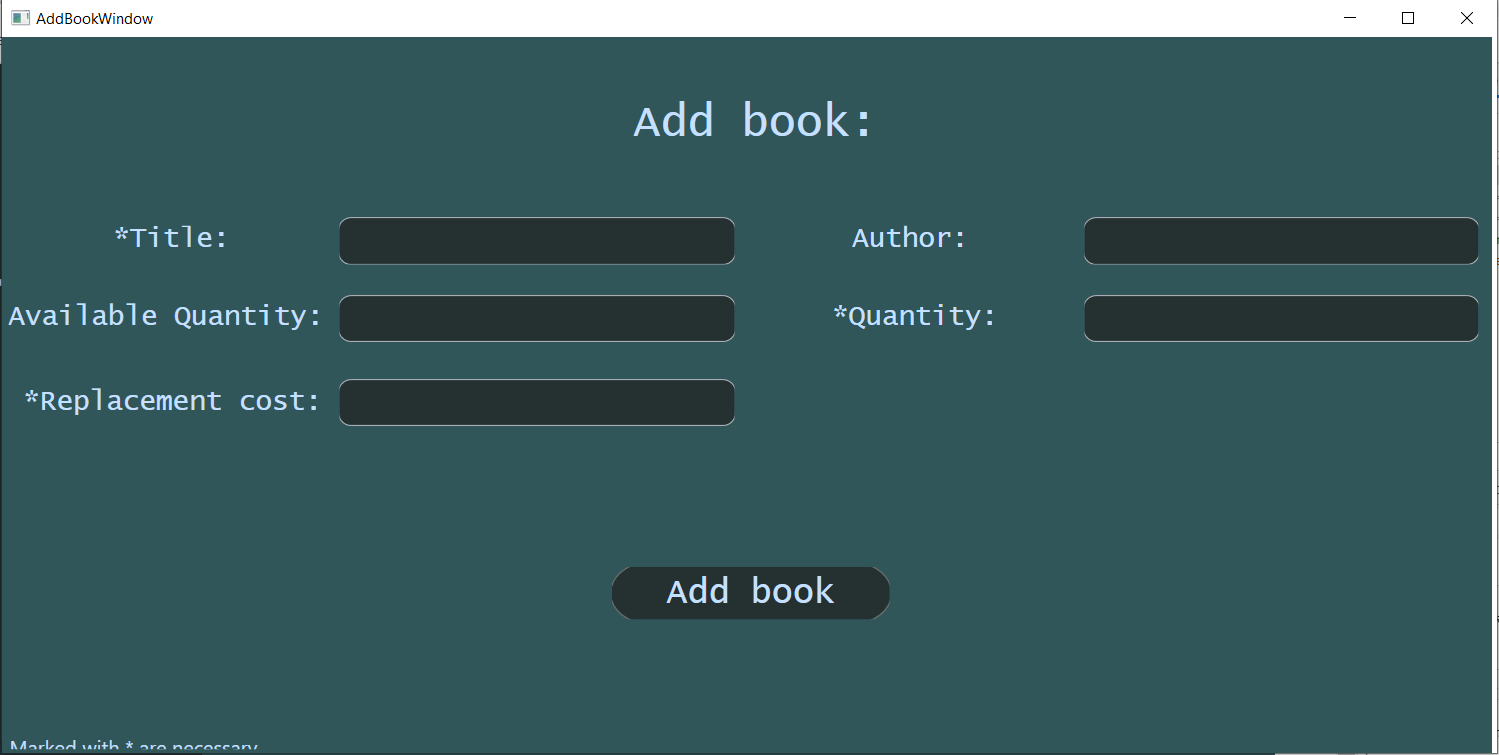 AddBookWindow
Add book:
*Title:
Author:
Available Quantity:
*Quantity:
*Replacement cost:
Add book
Marked with * are necessary